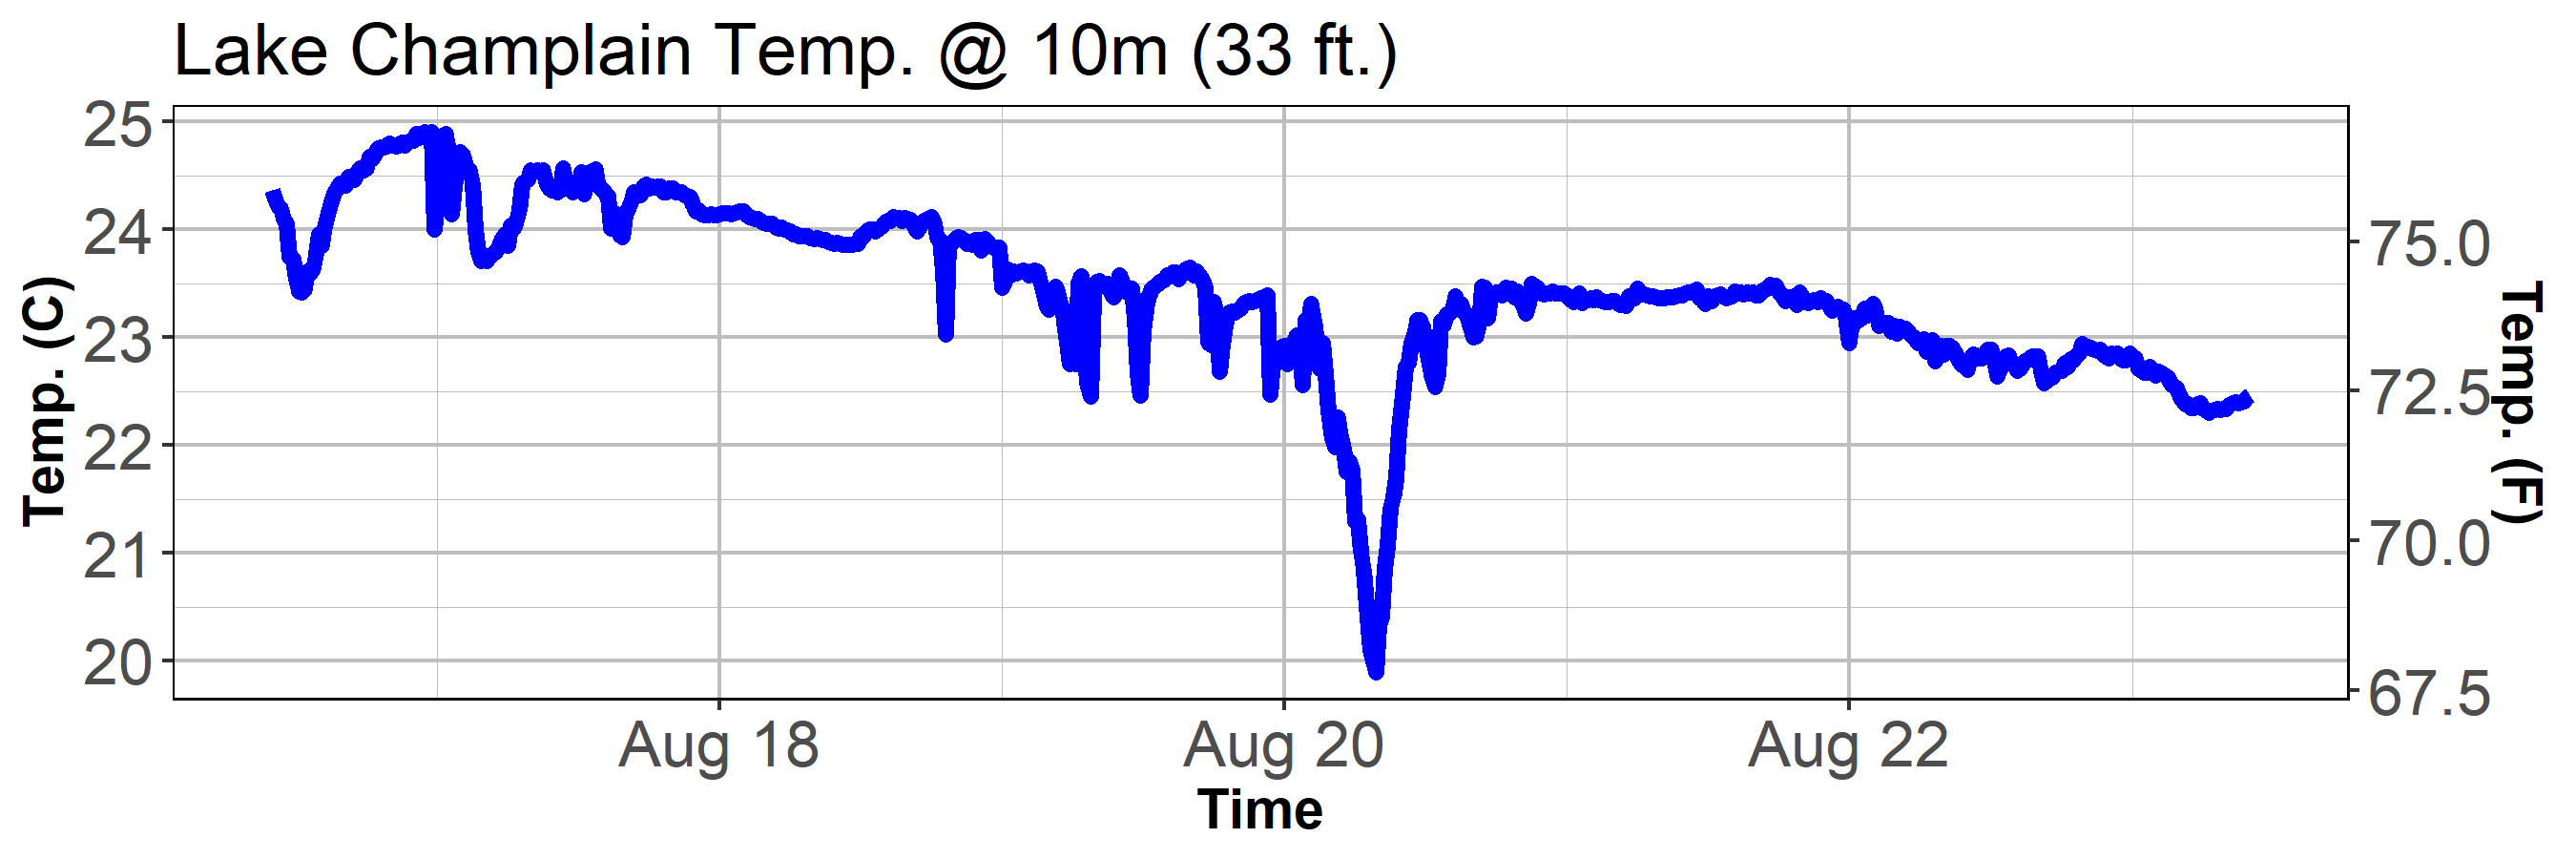 Lake Champlain Temp. @ 10m (33 ft.)
Temp. (C)
25
24
23
22
21
20
75.0
72.5
70.0
67.5
Temp. (F)
Aug 18 Aug 20 Aug 22
Time